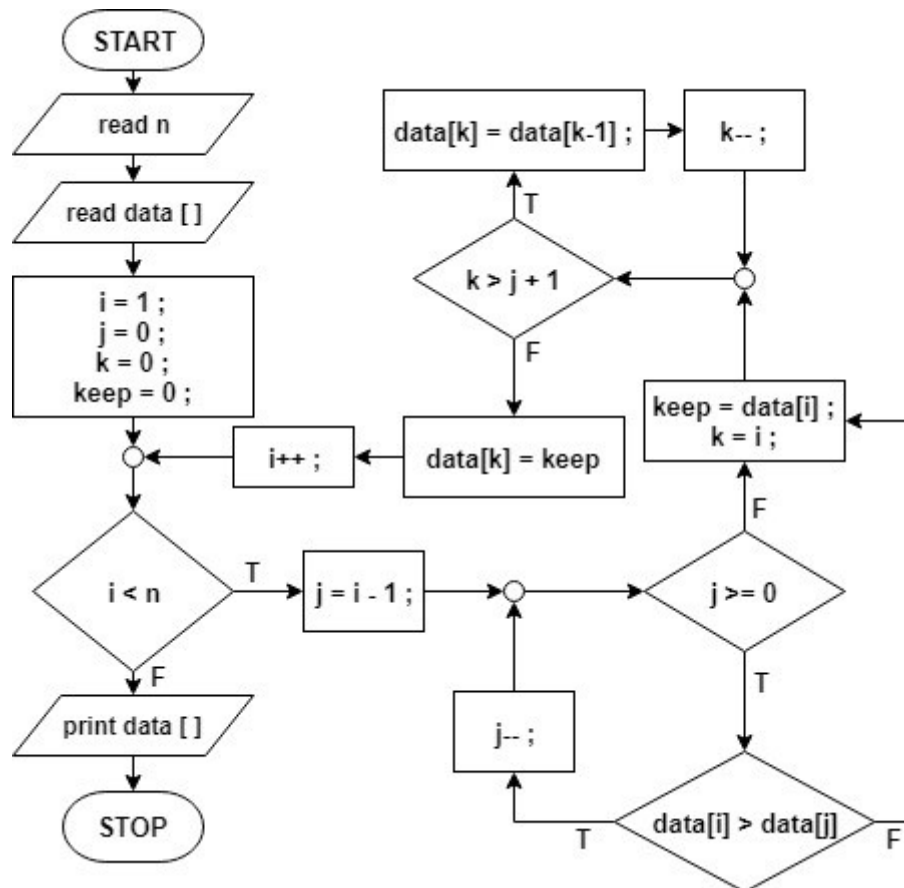 START
read n
read data [ ]
i = 1 ;
j = 0 ;
k = 0 ;
keep = 0 ;
i < n
T
F
print data [ ]
STOP
j = i - 1 ;
j >= 0
T
F
data[i] > data[j]
T
F
j-- ;
keep = data[i] ;
k = i ;
k > j + 1
T
F
data[k] = data[k-1] ;
k-- ;
data[k] = keep
i++ ;